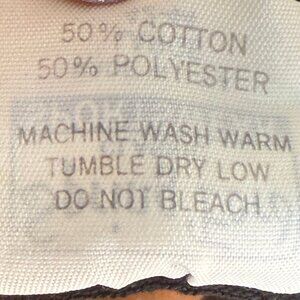 50% COTTON
50% POLYESTER
MACHINE WASH WARM
TUMBLE DRY LOW
DO NOT BLEACH